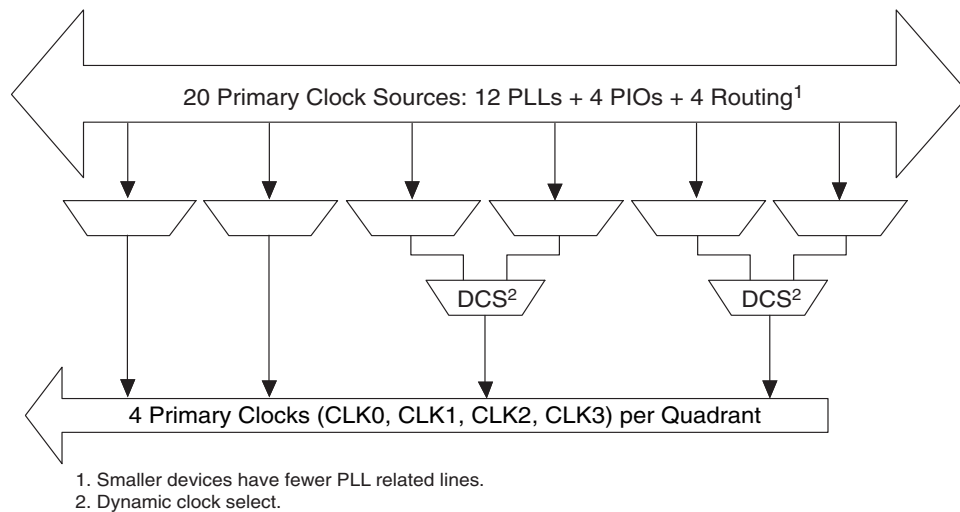 20 Primary Clock Sources: 12 PLLs + 4 PIOs + 4 Routing¹
DCS² DCS²
4 Primary Clocks (CLK0, CLK1, CLK2, CLK3) per Quadrant
1. Smaller devices have fewer PLL related lines.
2. Dynamic clock select.